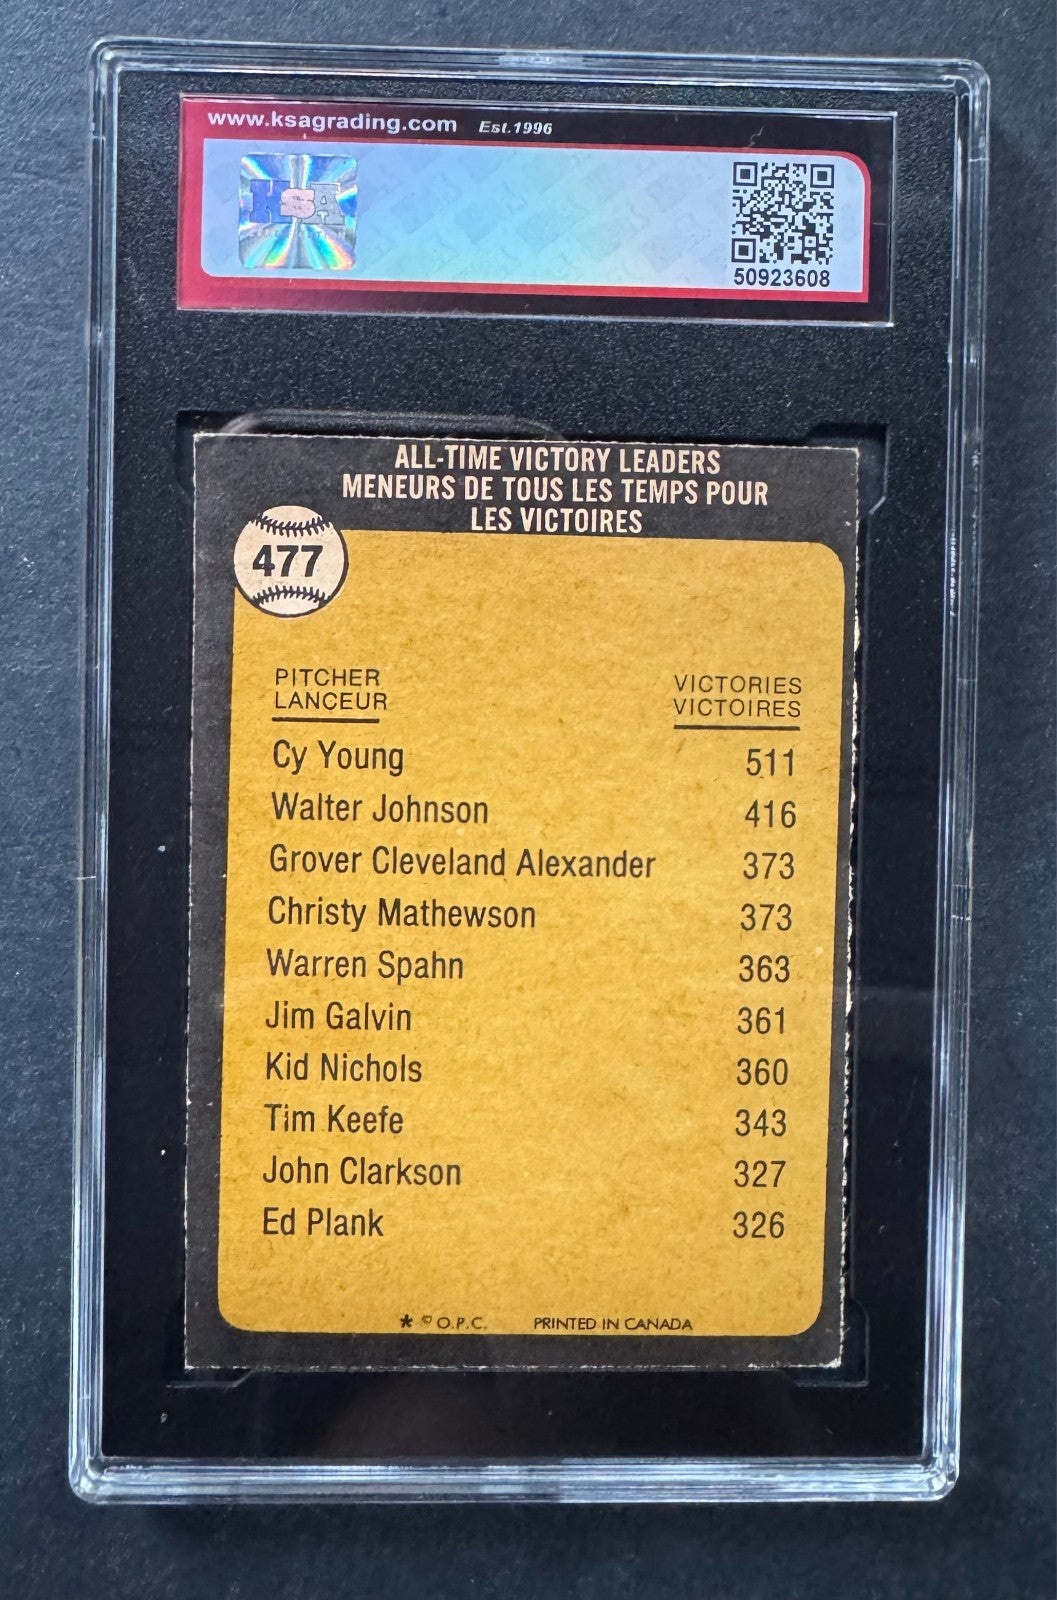 www.ksagrading.com Est.1996
KSA
50923608
ALL-TIME VICTORY LEADERS
MENEURS DE TOUS LES TEMPS POUR
LES VICTOIRES
477
PITCHER VICTORIES
LANCEUR VICTOIRES
Cy Young 511
Walter Johnson 416
Grover Cleveland Alexander 373
Christy Mathewson 373
Warren Spahn 363
Jim Galvin 361
Kid Nichols 360
Tim Keefe 343
John Clarkson 327
Ed Plank 326
* © O.P.C. PRINTED IN CANADA